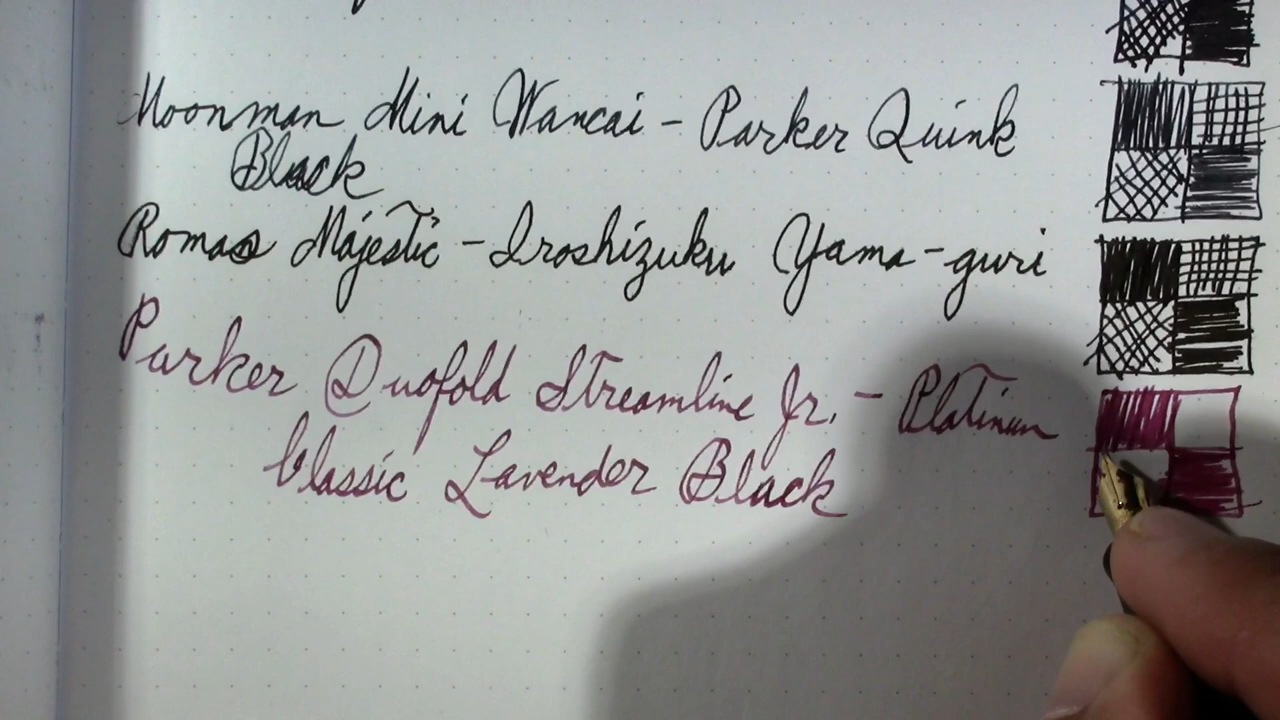 Moonman Mini Wancai - Parker Quink
Black
Romas Majestic - Iroshizuku Yama-guri
Parker Duofold Streamline Jr. - Platinum
Classic Lavender Black